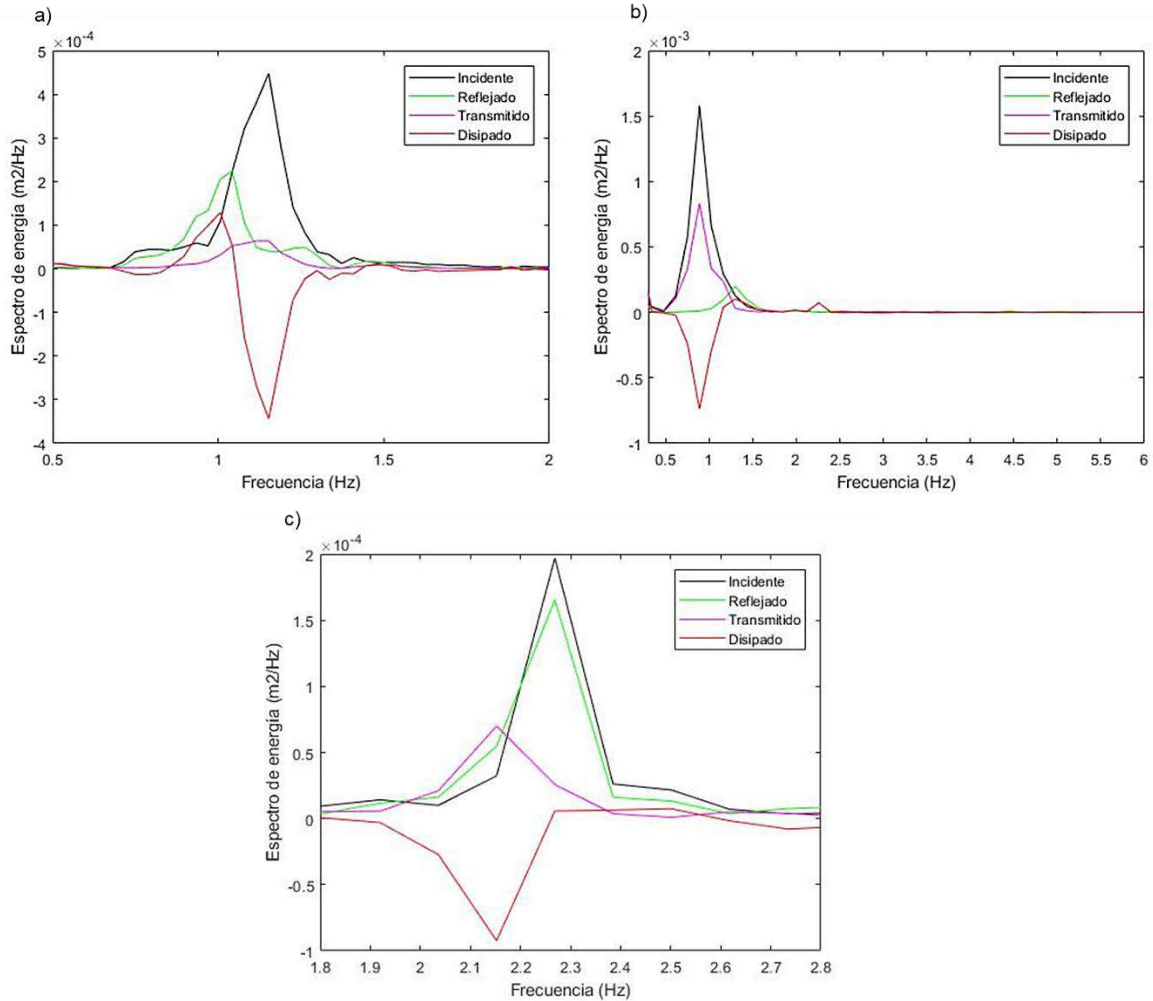 a)
×10⁻⁴
5
4
3
2
1
0
-1
-2
-3
-4
0.5
1
1.5
2
Espectro de energía (m2/Hz)
Frecuencia (Hz)
Incidente
Reflejado
Transmitido
Disipado
b)
×10⁻³
2
1.5
1
0.5
0
-0.5
-1
0.5
1
1.5
2
2.5
3
3.5
4
4.5
5
5.5
6
Espectro de energía (m2/Hz)
Frecuencia (Hz)
Incidente
Reflejado
Transmitido
Disipado
c)
×10⁻⁴
2
1.5
1
0.5
0
-0.5
-1
1.8
1.9
2
2.1
2.2
2.3
2.4
2.5
2.6
2.7
2.8
Espectro de energía (m2/Hz)
Frecuencia (Hz)
Incidente
Reflejado
Transmitido
Disipado